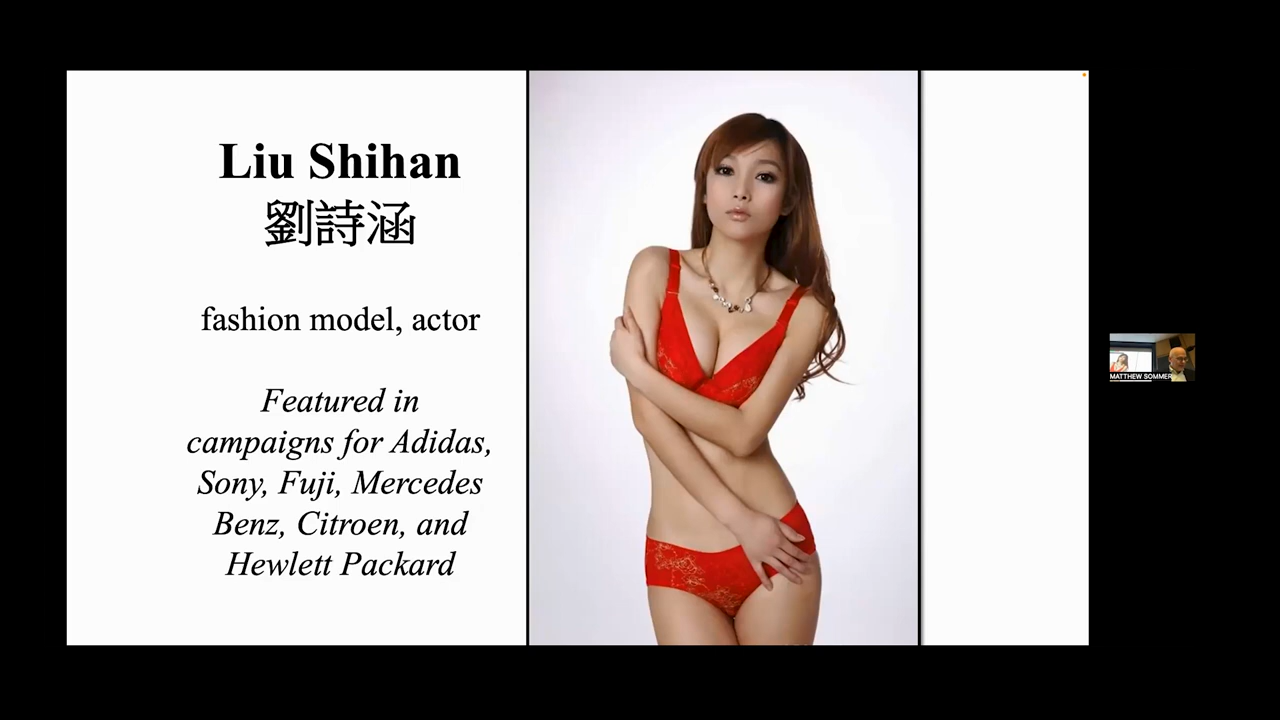 Liu Shihan
劉詩涵
fashion model, actor
Featured in
campaigns for Adidas,
Sony, Fuji, Mercedes
Benz, Citroen, and
Hewlett Packard
MATTHEW SOMMER